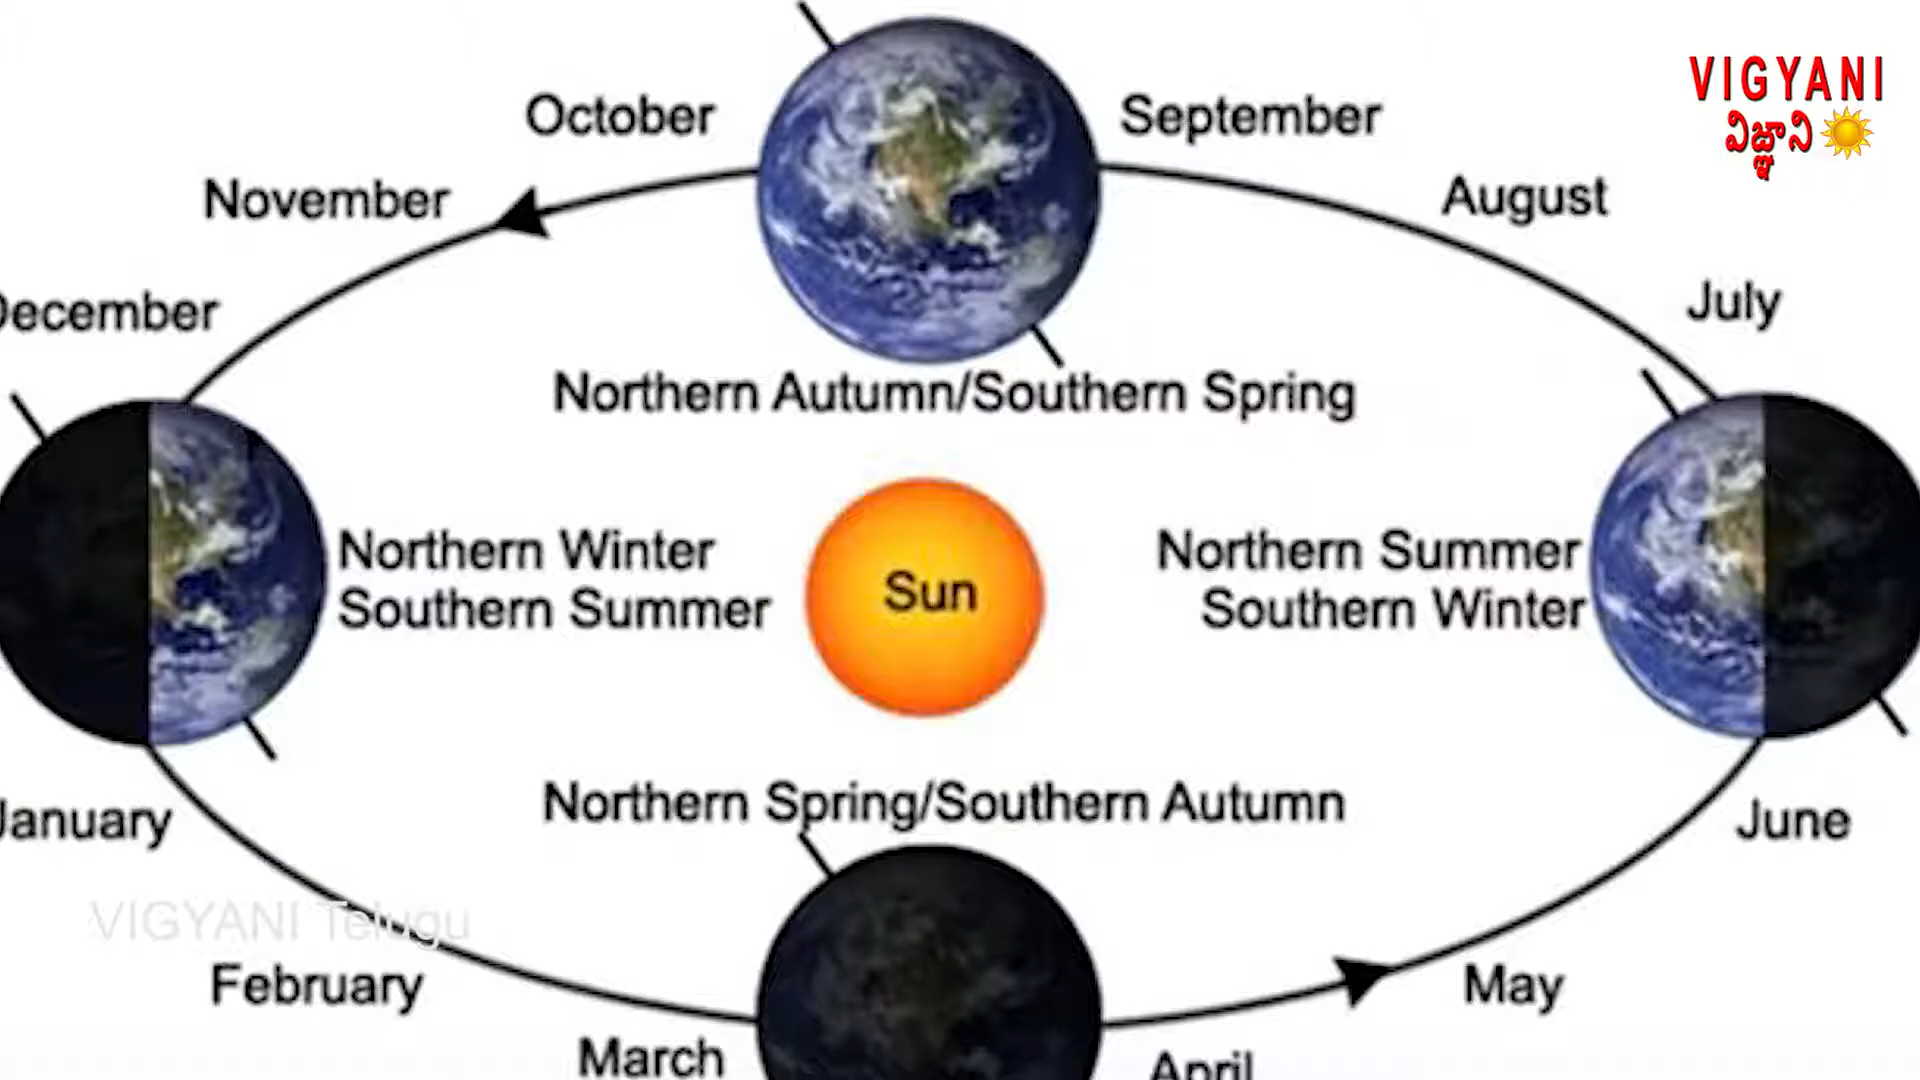 October
September
VIGYANI
విజ్ఞాని
November
August
December
July
Northern Autumn/Southern Spring
Northern Winter
Southern Summer
Sun
Northern Summer
Southern Winter
Northern Spring/Southern Autumn
January
June
VIGYANI Telugu
February
May
March
April